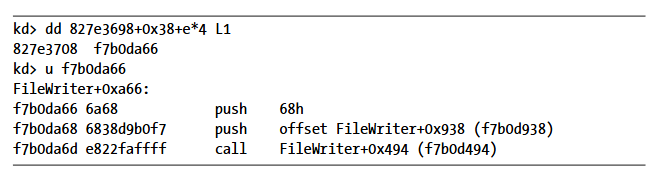 kd> dd 827e3698+0x38+e*4 L1
827e3708  f7b0da66
kd> u f7b0da66
FileWriter+0xa66:
f7b0da66 6a68            push    68h
f7b0da68 6838d9b0f7      push    offset FileWriter+0x938 (f7b0d938)
f7b0da6d e822faffff      call    FileWriter+0x494 (f7b0d494)